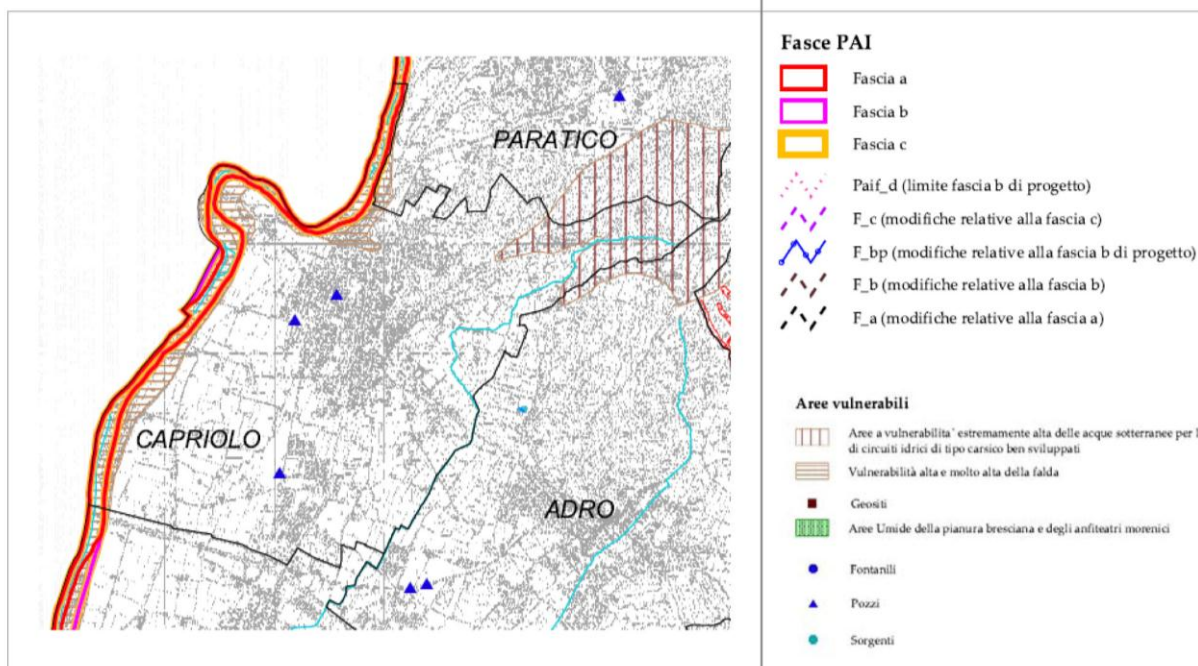 PARATICO
CAPRIOLO
ADRO
Fasce PAI
Fascia a
Fascia b
Fascia c
Paif_d (limite fascia b di progetto)
F_c (modifiche relative alla fascia c)
F_bp (modifiche relative alla fascia b di progetto)
F_b (modifiche relative alla fascia b)
F_a (modifiche relative alla fascia a)
Aree vulnerabili
Aree a vulnerabilita` estremamente alta delle acque sotterranee per
di circuiti idrici di tipo carsico ben sviluppati
Vulnerabilità alta e molto alta della falda
Geositi
Aree Umide della pianura bresciana e degli anfiteatri morenici
Fontanili
Pozzi
Sorgenti